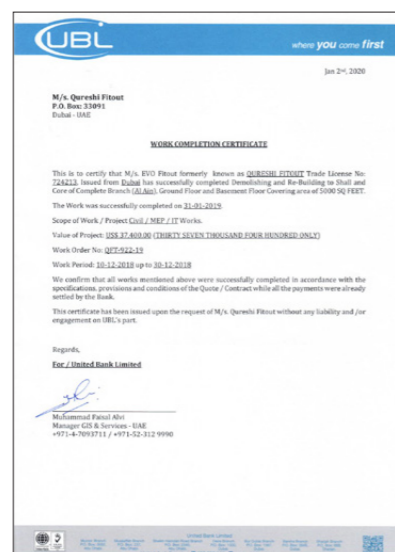 UBL
where you come first
Jan 2nd, 2020
M/s. Qureshi Fitout
P.O. Box: 33091
Dubai - UAE
WORK COMPLETION CERTIFICATE
This is to certify that M/s. EVO Fitout formerly known as QURESHI FITOUT Trade License No:
724213, Issued from Dubai has successfully completed Demolishing and Re-Building to Shell and
Core of Complete Branch (Al Ain), Ground Floor and Basement Floor Covering area of 5000 SQ FEET.
The Work was successfully completed on 31-01-2019.
Scope of Work / Project Civil / MEP / IT Works.
Value of Project: US$ 37,400.00 (THIRTY SEVEN THOUSAND FOUR HUNDRED ONLY)
Work Order No: QFT-922-19
Work Period: 10-12-2018 up to 30-12-2018
We confirm that all works mentioned above were successfully completed in accordance with the
specifications, provisions and conditions of the Quote / Contract while all the payments were already
settled by the Bank.
This certificate has been issued upon the request of M/s. Qureshi Fitout without any liability and /or
engagement on UBL's part.
Regards,
For / United Bank Limited
Muhammad Faisal Alvi
Manager GIS & Services - UAE
+971-4-7093711 / +971-52-312 9990
United Bank Limited